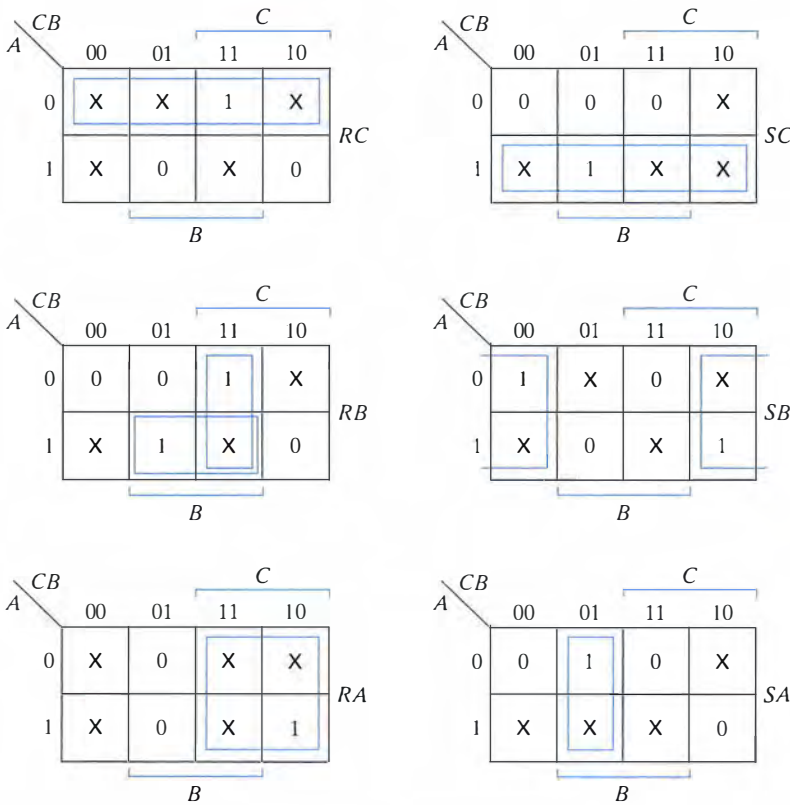 CB C
A 00 01 11 10
0 X X 1 X
RC
1 X 0 X 0
B
CB C
A 00 01 11 10
0 0 0 0 X
SC
1 X 1 X X
B
CB C
A 00 01 11 10
0 0 0 1 X
RB
1 X 1 X 0
B
CB C
A 00 01 11 10
0 1 X 0 X
SB
1 X 0 X 1
B
CB C
A 00 01 11 10
0 X 0 X X
RA
1 X 0 X 1
B
CB C
A 00 01 11 10
0 0 1 0 X
SA
1 X X X 0
B